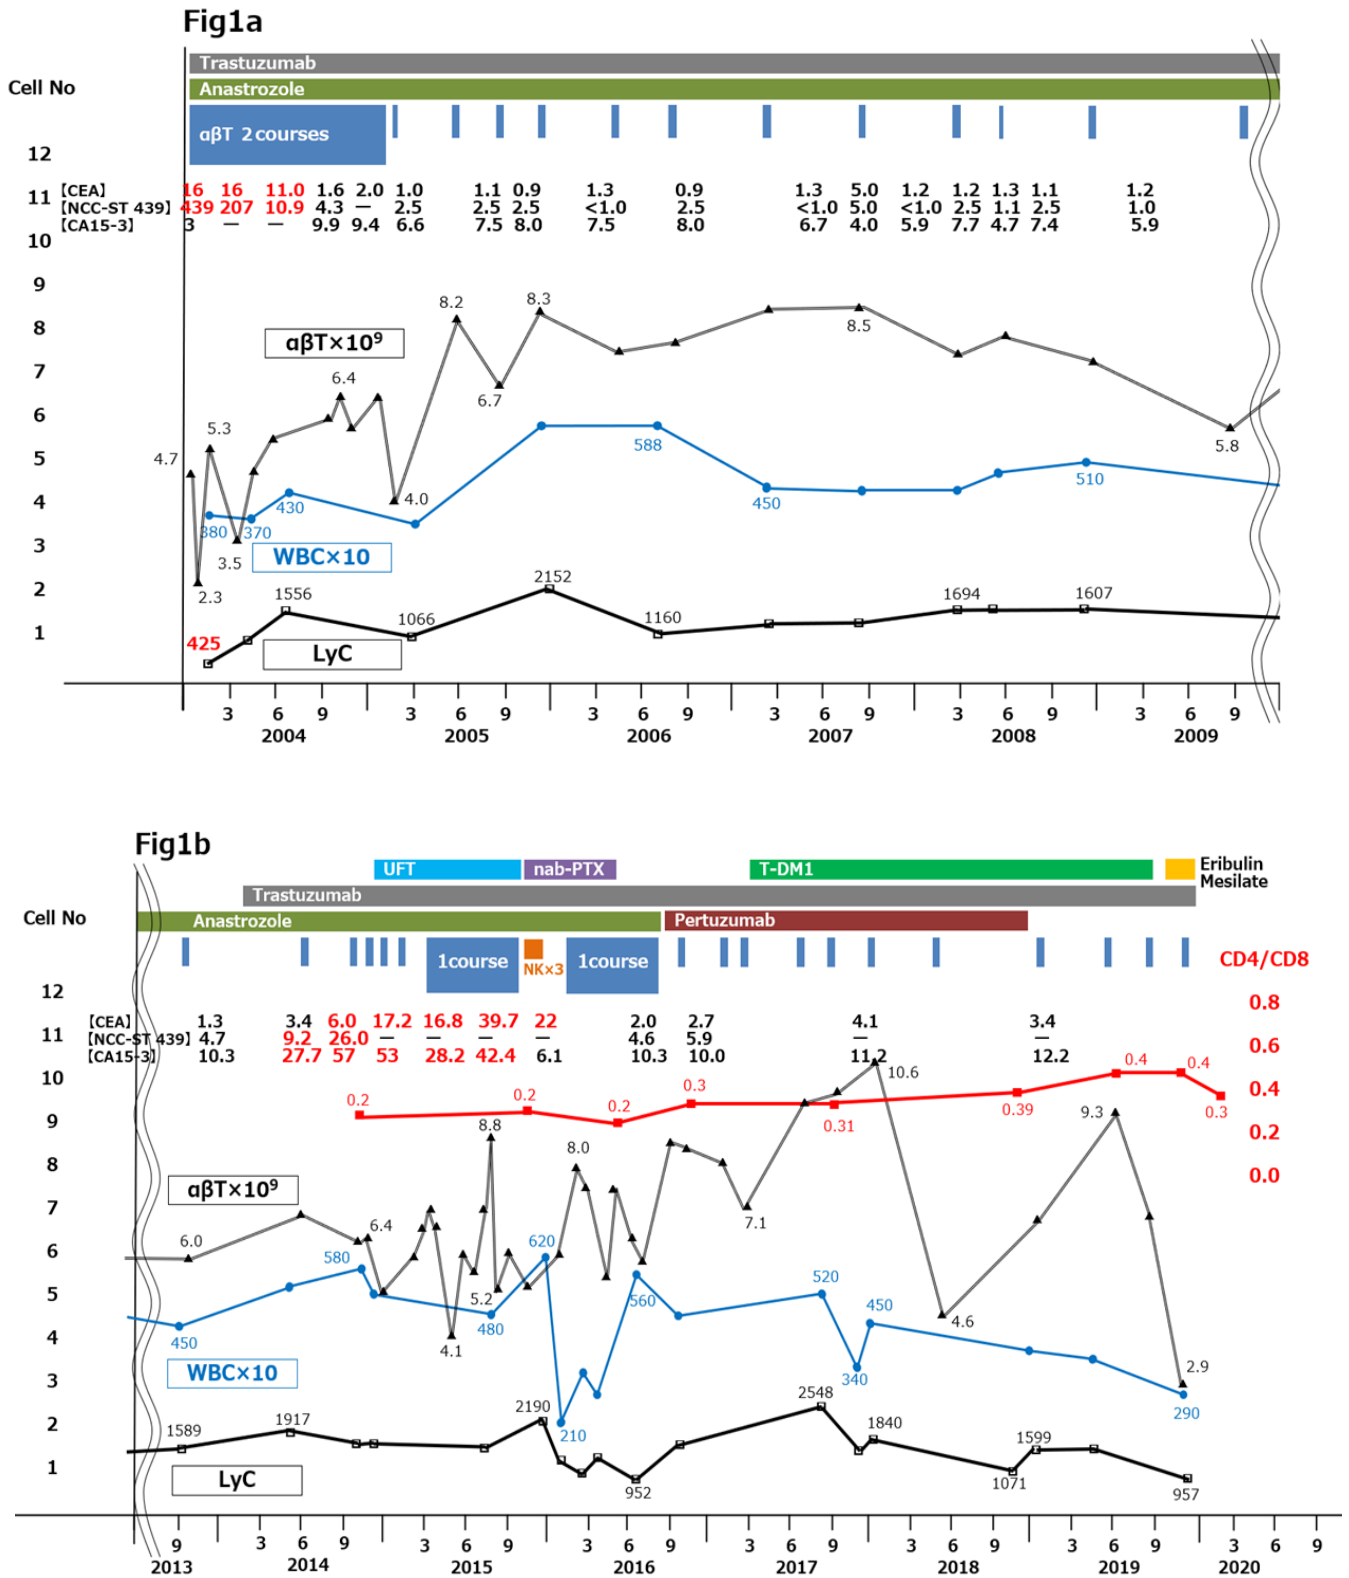 Fig1a
Trastuzumab
Cell No
Anastrozole
αβT 2 courses
12
11
10
9
8
7
6
5
4
3
2
1
【CEA】 16 16 11.0 1.6 2.0 1.0 1.1 0.9 1.3 0.9 1.3 5.0 1.2 1.2 1.3 1.1 1.2
【NCC-ST 439】 439 207 10.9 4.3 — 2.5 2.5 2.5 <1.0 2.5 <1.0 5.0 <1.0 2.5 1.1 2.5 1.0
【CA15-3】 3 — — 9.9 9.4 6.6 7.5 8.0 7.5 8.0 6.7 4.0 5.9 7.7 4.7 7.4 5.9
αβT×10⁹
4.7 2.3 5.3 3.5 6.4 4.0 8.2 6.7 8.3 8.5 5.8
WBC×10
380 370 430 588 450 510
LyC
425 1556 1066 2152 1160 1694 1607
3 6 9 3 6 9 3 6 9 3 6 9 3 6 9 3 9
2004 2005 2006 2007 2008 2009
Fig1b
UFT nab-PTX T-DM1 Eribulin
Mesilate
Trastuzumab
Cell No
Anastrozole Pertuzumab
1course NK×3 1course
CD4/CD8
0.8
0.6
0.4
0.2
0.0
12
11
10
9
8
7
6
5
4
3
2
1
【CEA】 1.3 3.4 6.0 17.2 16.8 39.7 22 2.0 2.7 4.1 3.4
【NCC-ST 439】 4.7 9.2 26.0 — — — — 4.6 5.9 — —
【CA15-3】 10.3 27.7 57 53 28.2 42.4 6.1 10.3 10.0 11.2 12.2
0.2 0.2 0.2 0.3 0.31 0.39 0.4 0.4 0.3
αβT×10⁹
6.0 6.4 4.1 8.8 5.2 8.0 7.1 10.6 4.6 9.3 2.9
WBC×10
450 580 480 620 210 560 520 340 450 290
LyC
1589 1917 2190 952 2548 1840 1071 1599 957
9 3 6 9 3 6 9 3 6 9 3 6 9 3 6 9 3 6 9 3 6 9
2013 2014 2015 2016 2017 2018 2019 2020